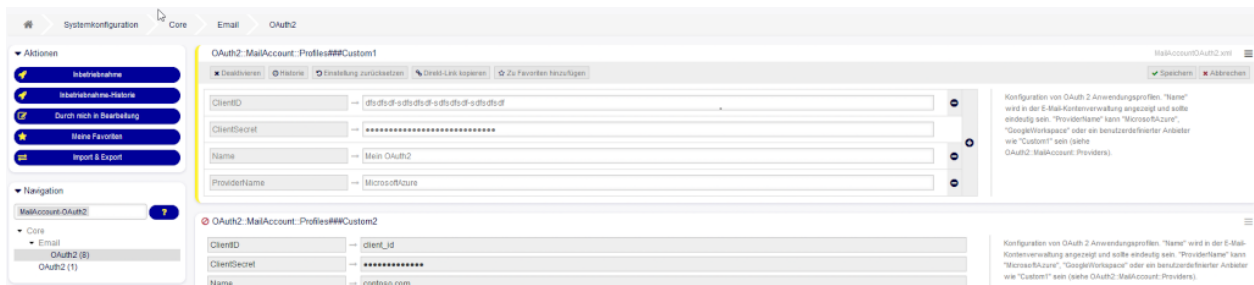 Systemkonfiguration Core Email OAuth2
Aktionen
Inbetriebnahme
Inbetriebnahme-Historie
Durch mich in Bearbeitung
Meine Favoriten
Import & Export
Navigation
MailAccount-OAuth2 ?
Core
Email
OAuth2 (8)
OAuth2 (1)
OAuth2::MailAccount::Profiles###Custom1 MailAccountOAuth2.xml
Deaktivieren Historie Einstellung zurücksetzen Direkt-Link kopieren Zu Favoriten hinzufügen Speichern Abbrechen
ClientID → dfsdfsdf-sdfsdfsdf-sdfsdfsdf-sdfsdfsdf
ClientSecret → ••••••••••••••••••••••••••••
Name → Mein OAuth2
ProviderName → MicrosoftAzure
Konfiguration von OAuth 2 Anwendungsprofilen. "Name"
wird in der E-Mail-Kontenverwaltung angezeigt und sollte
eindeutig sein. "ProviderName" kann "MicrosoftAzure",
"GoogleWorkspace" oder ein benutzerdefinierter Anbieter
wie "Custom1" sein (siehe
OAuth2::MailAccount::Providers).
OAuth2::MailAccount::Profiles###Custom2
ClientID → client_id
ClientSecret → •••••••••••••
Name → contoso.com
Konfiguration von OAuth 2 Anwendungsprofilen. "Name" wird in der E-Mail-
Kontenverwaltung angezeigt und sollte eindeutig sein. "ProviderName" kann
"MicrosoftAzure", "GoogleWorkspace" oder ein benutzerdefinierter Anbieter
wie "Custom1" sein (siehe OAuth2::MailAccount::Providers).